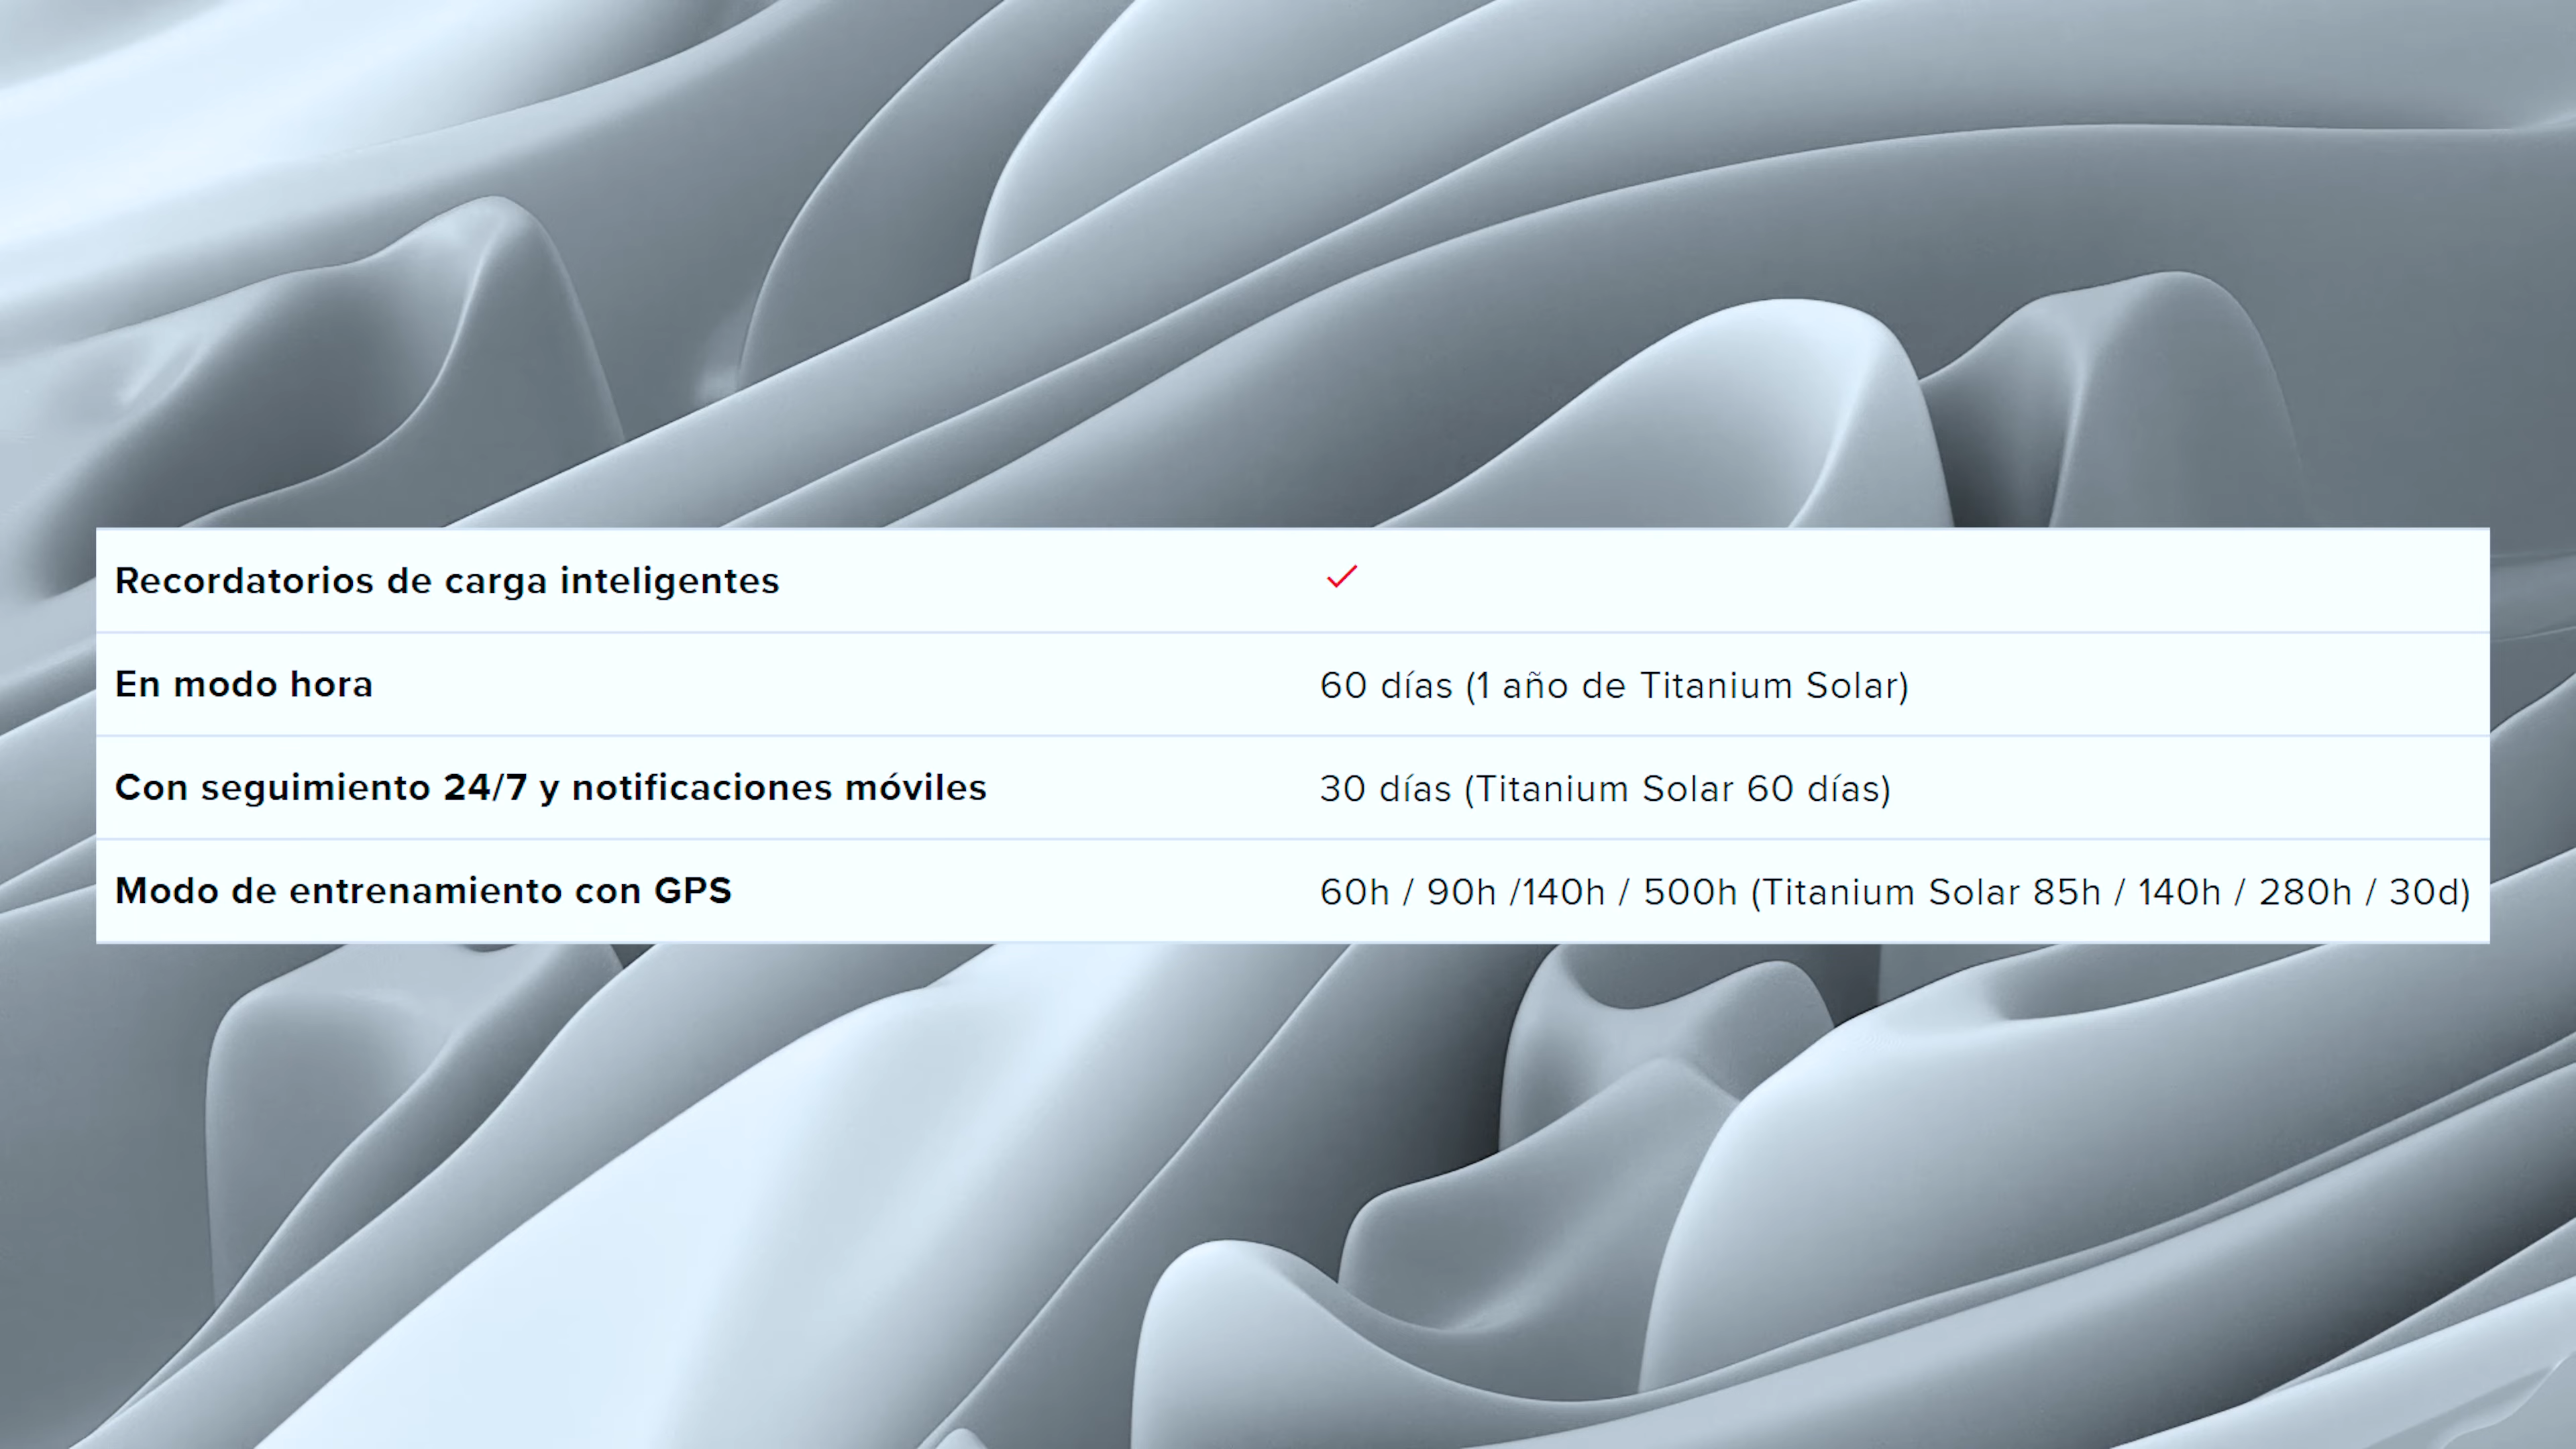 Recordatorios de carga inteligentes ✓
En modo hora 60 días (1 año de Titanium Solar)
Con seguimiento 24/7 y notificaciones móviles 30 días (Titanium Solar 60 días)
Modo de entrenamiento con GPS 60h / 90h /140h / 500h (Titanium Solar 85h / 140h / 280h / 30d)